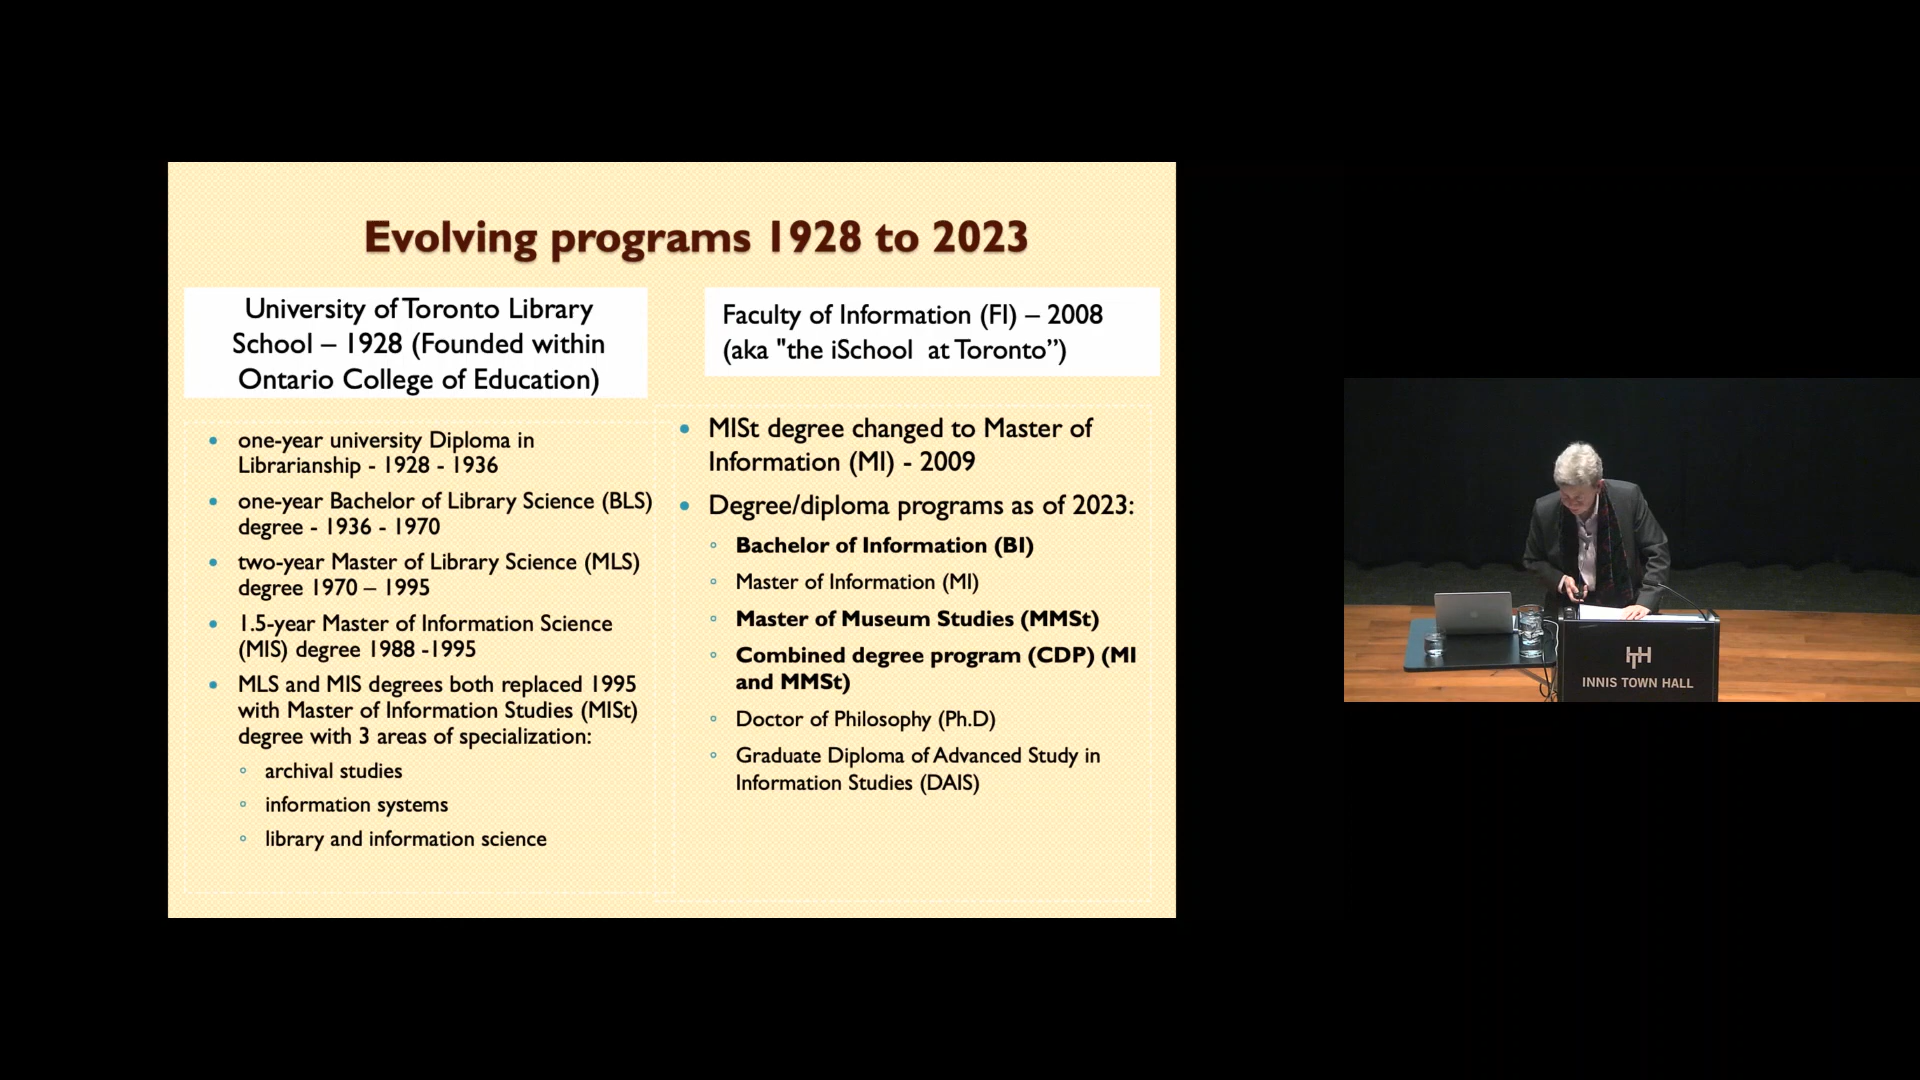 Evolving programs 1928 to 2023
University of Toronto Library
School – 1928 (Founded within
Ontario College of Education)
• one-year university Diploma in
Librarianship - 1928 - 1936
• one-year Bachelor of Library Science (BLS)
degree - 1936 - 1970
• two-year Master of Library Science (MLS)
degree 1970 – 1995
• 1.5-year Master of Information Science
(MIS) degree 1988 -1995
• MLS and MIS degrees both replaced 1995
with Master of Information Studies (MISt)
degree with 3 areas of specialization:
◦ archival studies
◦ information systems
◦ library and information science
Faculty of Information (FI) – 2008
(aka "the iSchool at Toronto”)
• MISt degree changed to Master of
Information (MI) - 2009
• Degree/diploma programs as of 2023:
◦ Bachelor of Information (BI)
◦ Master of Information (MI)
◦ Master of Museum Studies (MMSt)
◦ Combined degree program (CDP) (MI
and MMSt)
◦ Doctor of Philosophy (Ph.D)
◦ Graduate Diploma of Advanced Study in
Information Studies (DAIS)
INNIS TOWN HALL